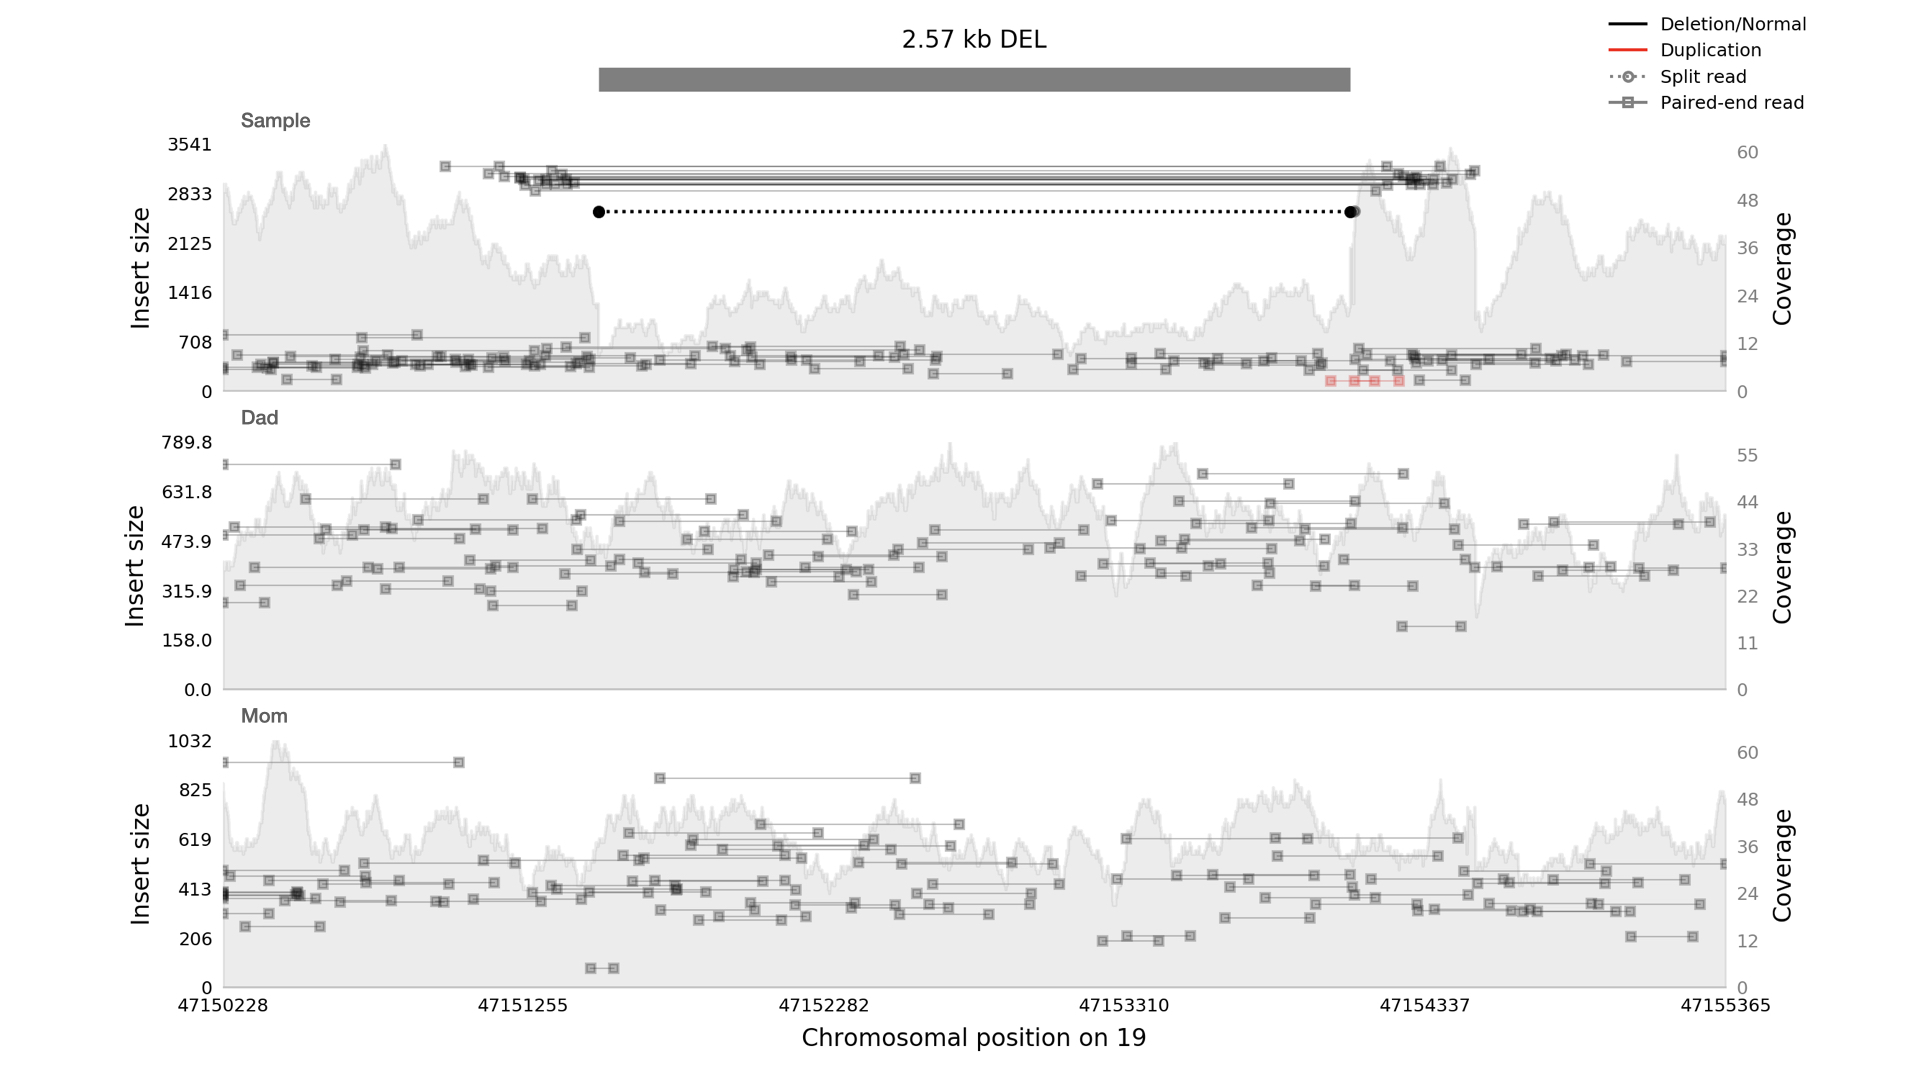 2.57 kb DEL
Deletion/Normal
Duplication
Split read
Paired-end read
Sample
3541
2833
2125
1416
708
0
Insert size
60
48
36
24
12
0
Coverage
Dad
789.8
631.8
473.9
315.9
158.0
0.0
Insert size
55
44
33
22
11
0
Coverage
Mom
1032
825
619
413
206
0
Insert size
60
48
36
24
12
0
Coverage
47150228 47151255 47152282 47153310 47154337 47155365
Chromosomal position on 19